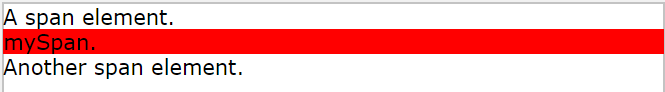 A span element.
mySpan.
Another span element.